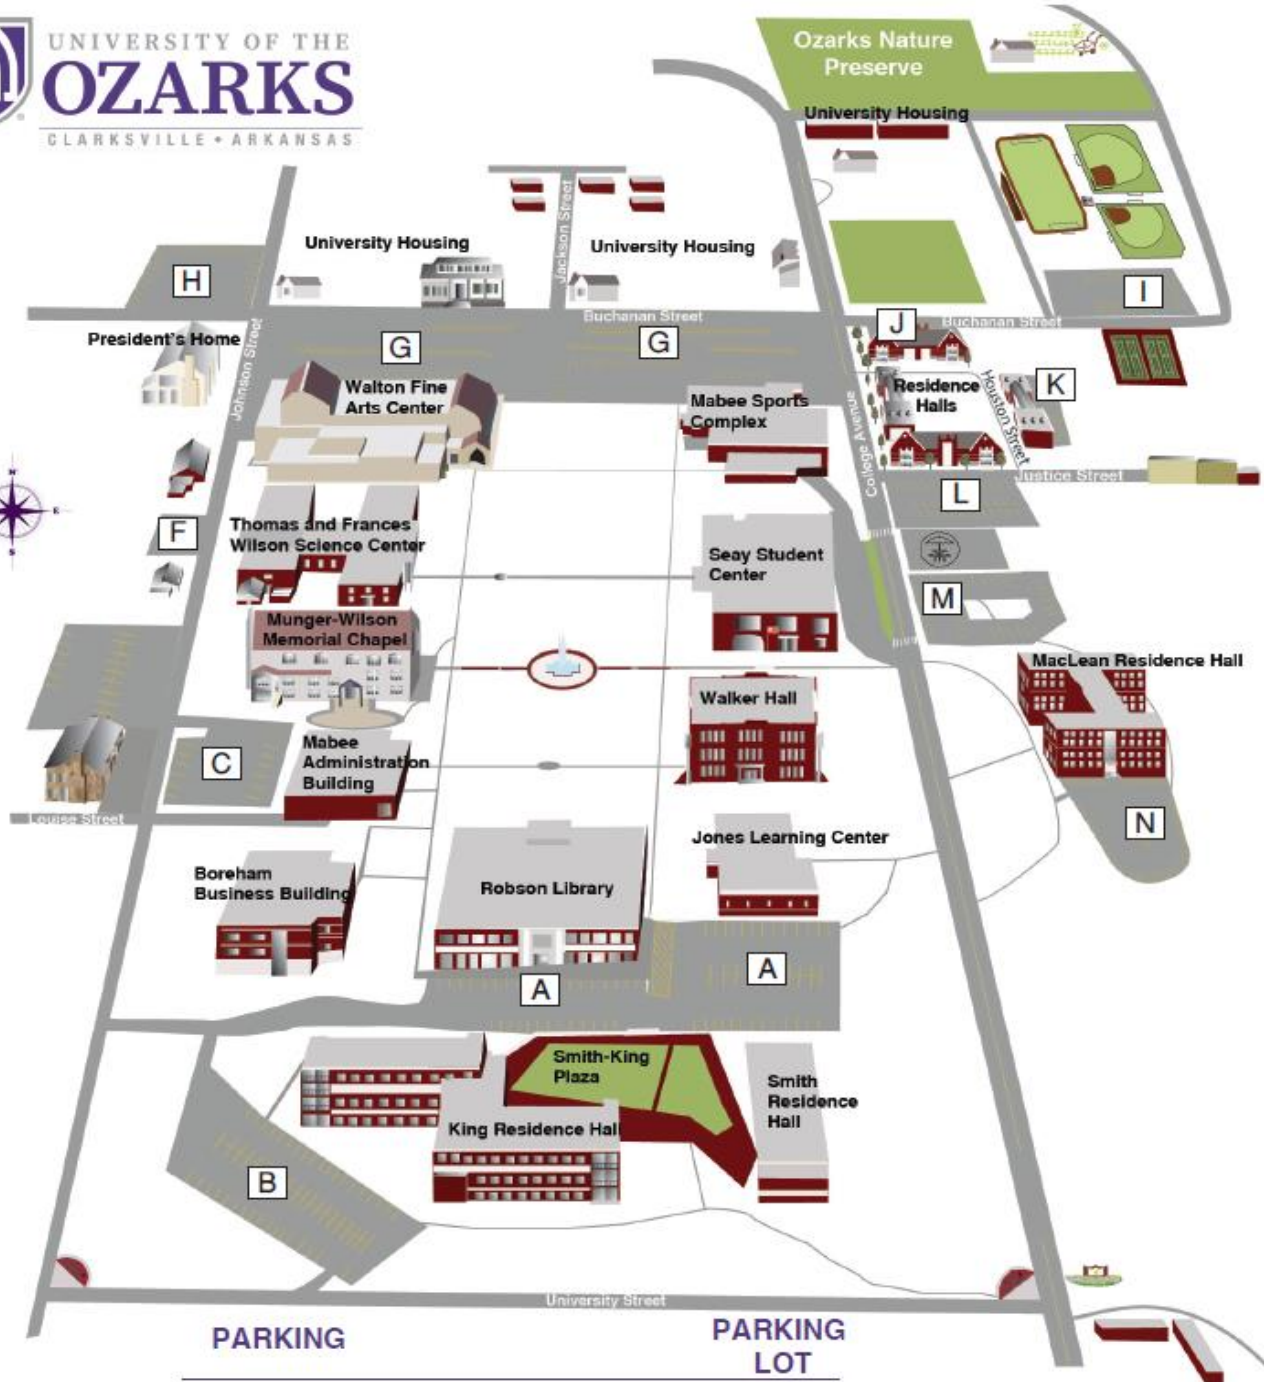 UNIVERSITY OF THE
OZARKS
CLARKSVILLE • ARKANSAS
Ozarks Nature
Preserve
University Housing
Jackson Street
University Housing
University Housing
H
I
Buchanan Street
J
Buchanan Street
President's Home
Johnson Street
G
G
Walton Fine
Arts Center
Mabee Sports
Complex
College Avenue
Residence
Halls
Houston Street
K
Justice Street
L
N
E
S
F
Thomas and Frances
Wilson Science Center
Seay Student
Center
M
Munger-Wilson
Memorial Chapel
MacLean Residence Hall
Walker Hall
C
Mabee
Administration
Building
Louise Street
N
Jones Learning Center
Boreham
Business Building
Robson Library
A
A
Smith-King
Plaza
Smith
Residence
Hall
King Residence Hall
B
University Street
PARKING
PARKING
LOT